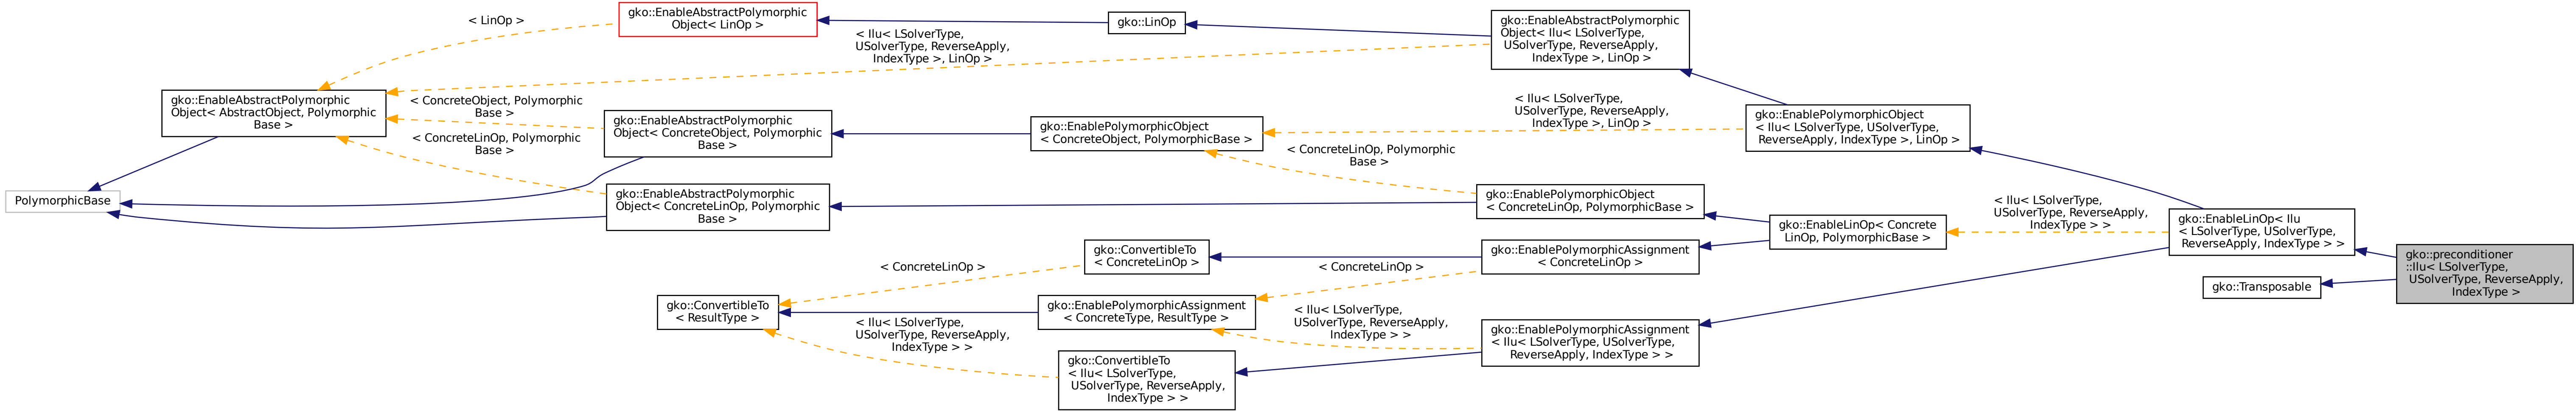 PolymorphicBase
gko::EnableAbstractPolymorphic
Object< AbstractObject, Polymorphic
Base >
< LinOp >
< ConcreteObject, Polymorphic
Base >
< ConcreteLinOp, Polymorphic
Base >
gko::EnableAbstractPolymorphic
Object< LinOp >
gko::EnableAbstractPolymorphic
Object< ConcreteObject, Polymorphic
Base >
gko::EnableAbstractPolymorphic
Object< ConcreteLinOp, Polymorphic
Base >
gko::ConvertibleTo
< ResultType >
< Ilu< LSolverType,
USolverType, ReverseApply,
IndexType >, LinOp >
< ConcreteLinOp >
< Ilu< LSolverType,
USolverType, ReverseApply,
IndexType > >
gko::LinOp
gko::EnablePolymorphicObject
< ConcreteObject, PolymorphicBase >
gko::ConvertibleTo
< ConcreteLinOp >
gko::EnablePolymorphicAssignment
< ConcreteType, ResultType >
gko::ConvertibleTo
< Ilu< LSolverType,
USolverType, ReverseApply,
IndexType > >
< ConcreteLinOp, Polymorphic
Base >
< ConcreteLinOp >
< Ilu< LSolverType,
USolverType, ReverseApply,
IndexType > >
gko::EnableAbstractPolymorphic
Object< Ilu< LSolverType,
USolverType, ReverseApply,
IndexType >, LinOp >
< Ilu< LSolverType,
USolverType, ReverseApply,
IndexType >, LinOp >
gko::EnablePolymorphicObject
< ConcreteLinOp, PolymorphicBase >
gko::EnablePolymorphicAssignment
< ConcreteLinOp >
gko::EnablePolymorphicAssignment
< Ilu< LSolverType, USolverType,
ReverseApply, IndexType > >
gko::EnablePolymorphicObject
< Ilu< LSolverType, USolverType,
ReverseApply, IndexType >, LinOp >
gko::EnableLinOp< Concrete
LinOp, PolymorphicBase >
< Ilu< LSolverType,
USolverType, ReverseApply,
IndexType > >
gko::EnableLinOp< Ilu
< LSolverType, USolverType,
ReverseApply, IndexType > >
gko::Transposable
gko::preconditioner
::Ilu< LSolverType,
USolverType, ReverseApply,
IndexType >